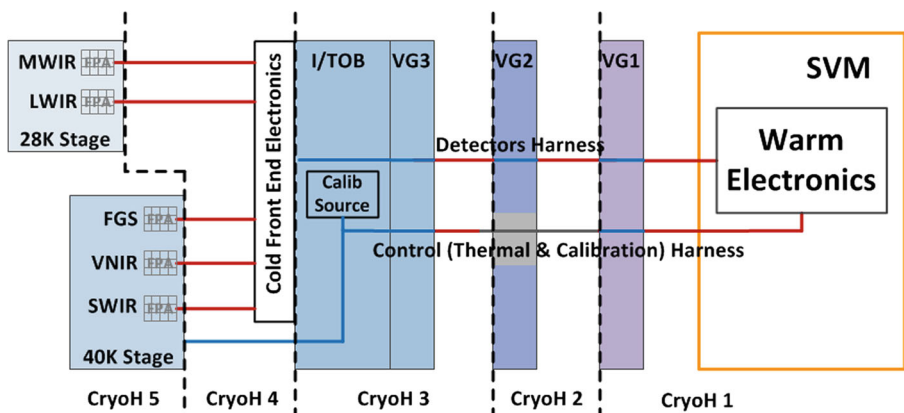 MWIR FPA
LWIR FPA
28K Stage
FGS FPA
VNIR FPA
SWIR FPA
40K Stage
Cold Front End Electronics
I/TOB
VG3
VG2
VG1
SVM
Detectors Harness
Warm
Electronics
Calib
Source
Control (Thermal & Calibration) Harness
CryoH 5
CryoH 4
CryoH 3
CryoH 2
CryoH 1